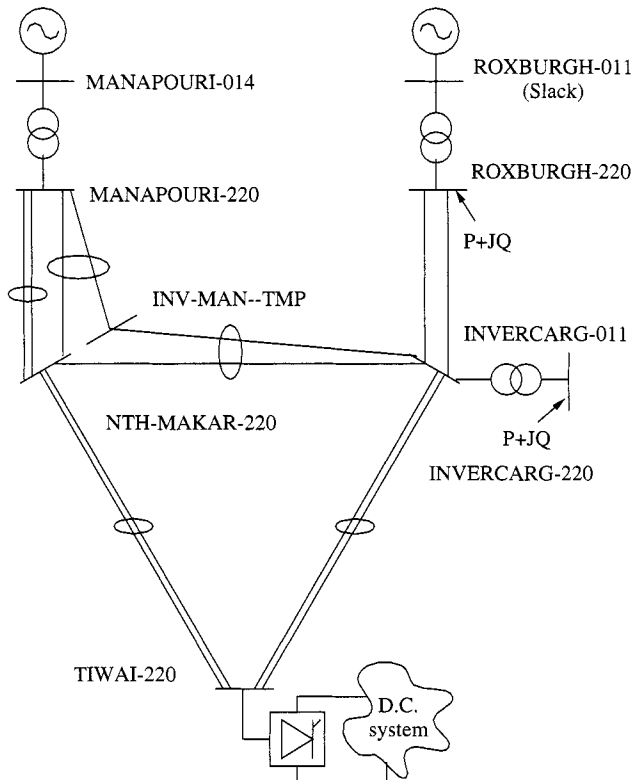 MANAPOURI-014
ROXBURGH-011
(Slack)
MANAPOURI-220
ROXBURGH-220
P+JQ
INV-MAN--TMP
INVERCARG-011
NTH-MAKAR-220
P+JQ
INVERCARG-220
TIWAI-220
D.C.
system